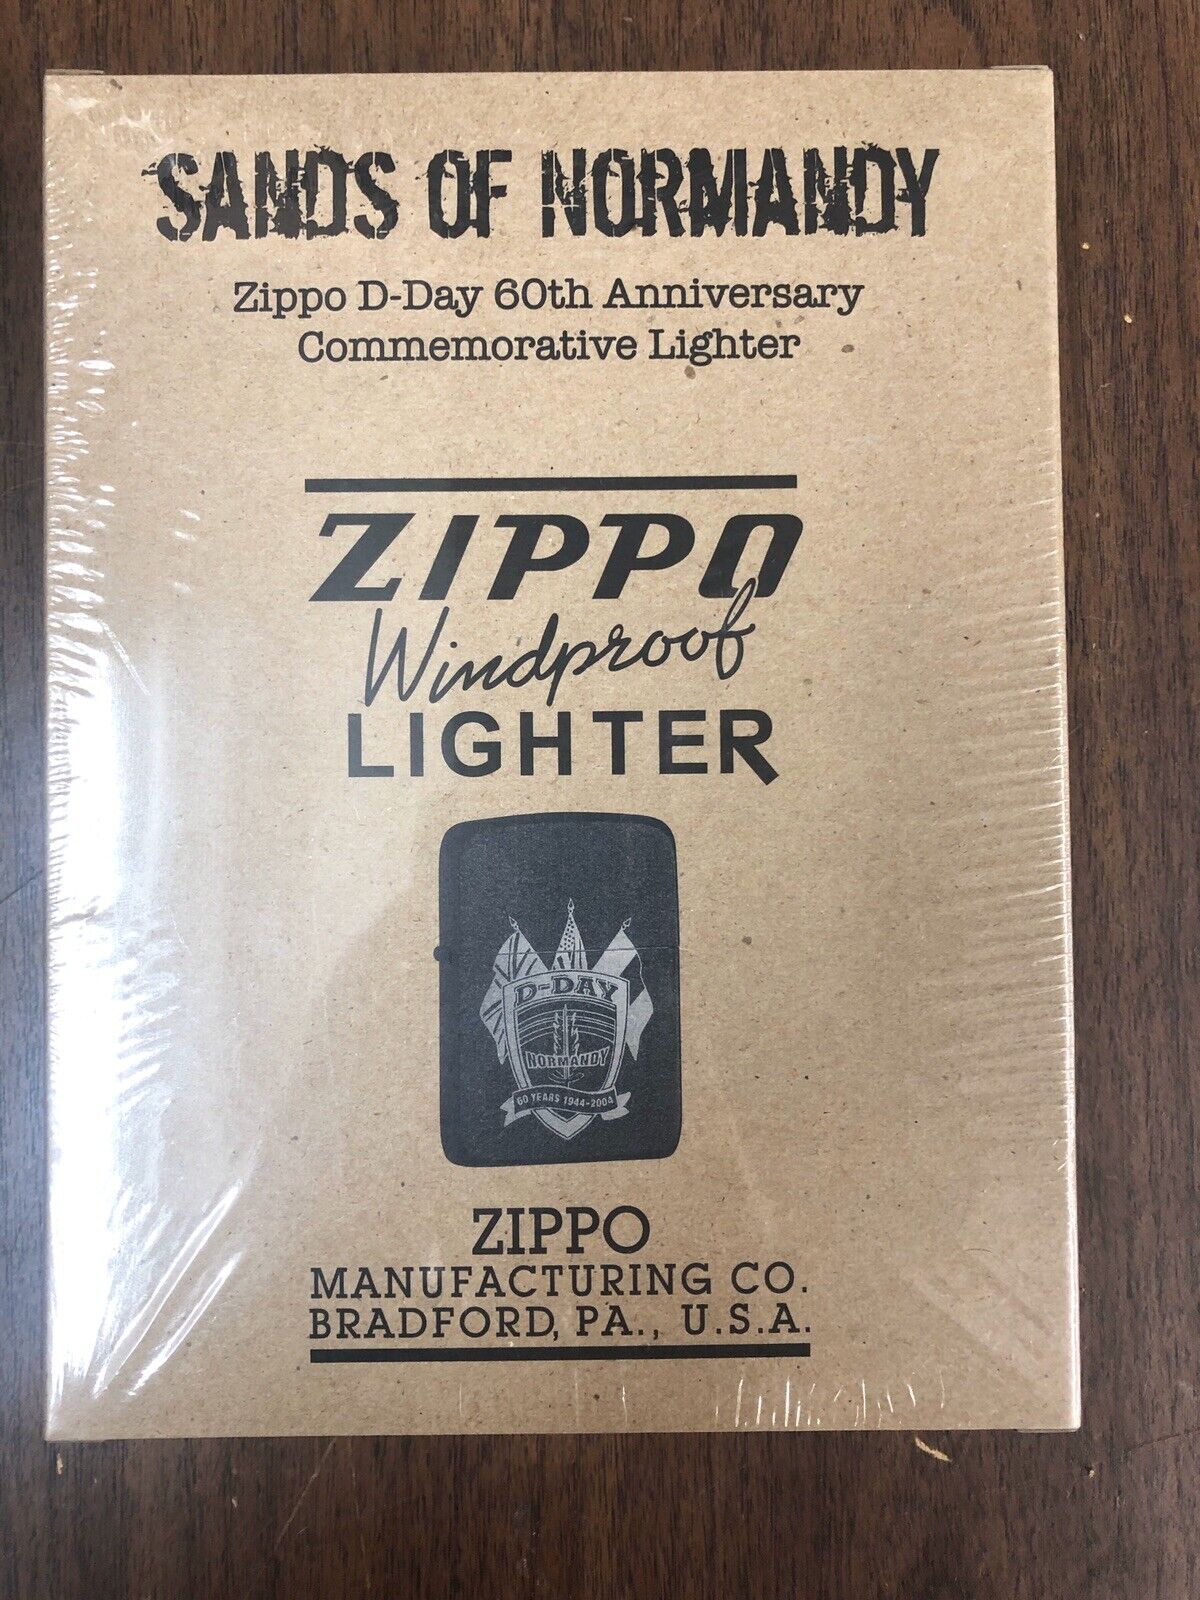 SANDS OF NORMANDY
Zippo D-Day 60th Anniversary
Commemorative Lighter
ZIPPO
Windproof
LIGHTER
D-DAY
NORMANDY
60 YEARS 1944-2004
ZIPPO
MANUFACTURING CO.
BRADFORD, PA., U.S.A.